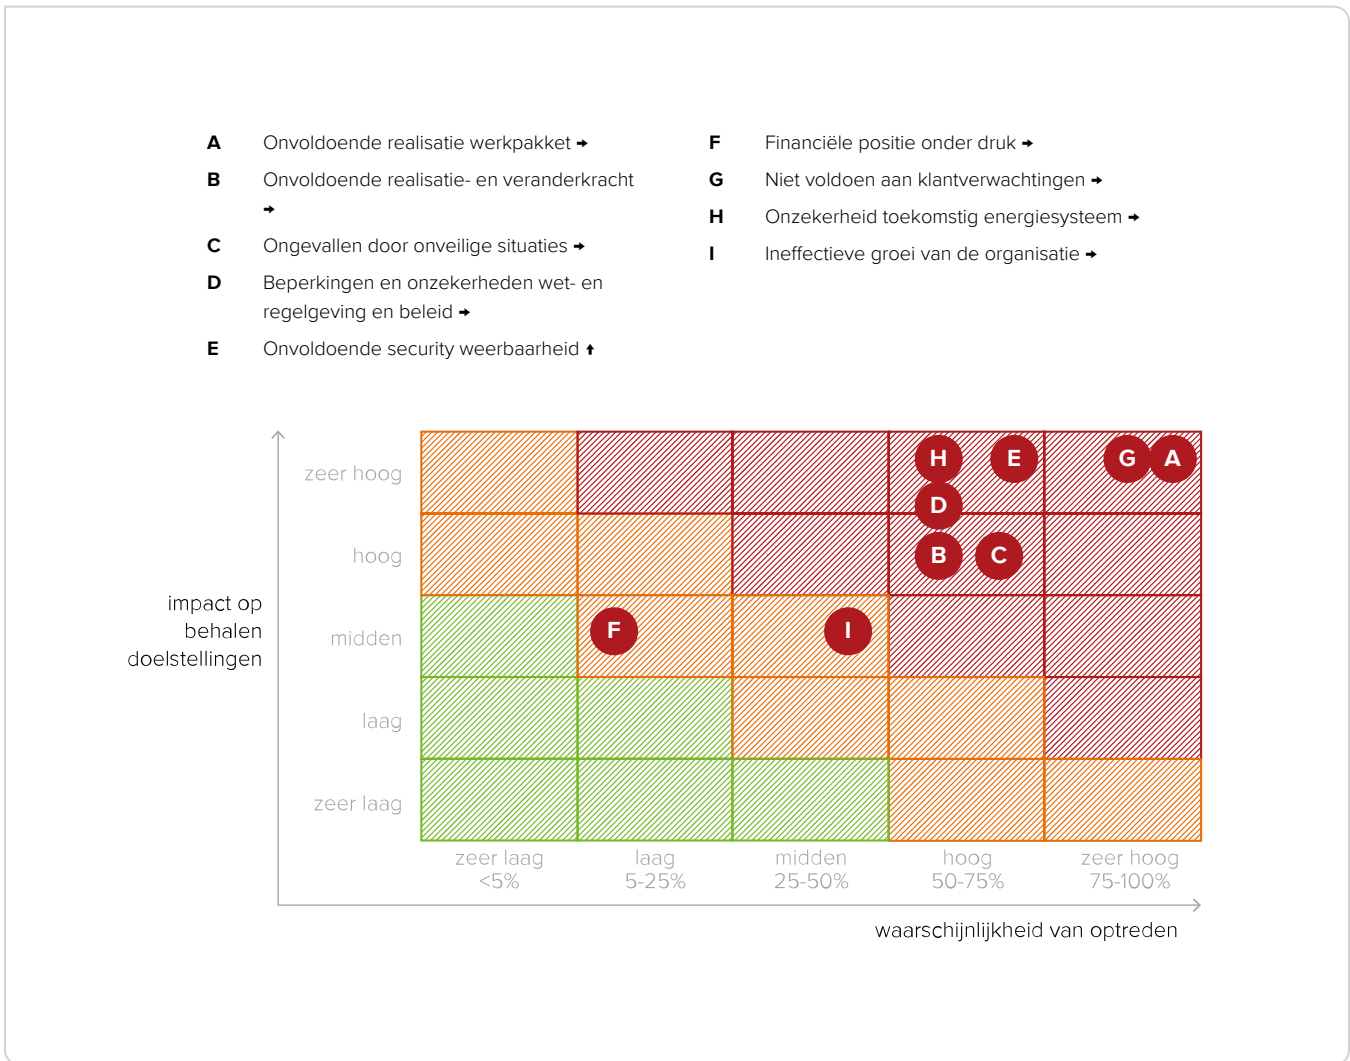 A Onvoldoende realisatie werkpakket →
B Onvoldoende realisatie- en veranderkracht
→
C Ongevallen door onveilige situaties →
D Beperkingen en onzekerheden wet- en
regelgeving en beleid →
E Onvoldoende security weerbaarheid ↑
F Financiële positie onder druk →
G Niet voldoen aan klantverwachtingen →
H Onzekerheid toekomstig energiesysteem →
I Ineffectieve groei van de organisatie →
impact op
behalen
doelstellingen
zeer hoog
hoog
midden
laag
zeer laag
H E G A
D
B C
F I
zeer laag
<5%
laag
5-25%
midden
25-50%
hoog
50-75%
zeer hoog
75-100%
waarschijnlijkheid van optreden